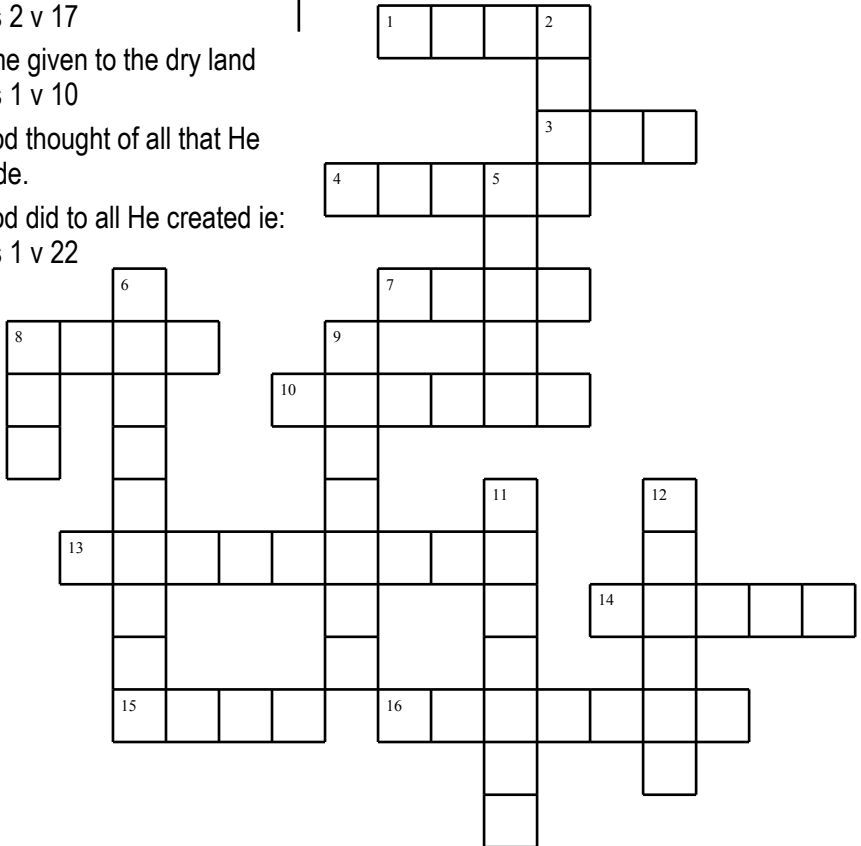 s 2 v 17
ne given to the dry land
s 1 v 10
od thought of all that He
de.
od did to all He created ie:
s 1 v 22
1 2
3
4 5
6 7
8 9
10
11 12
13
14
15 16